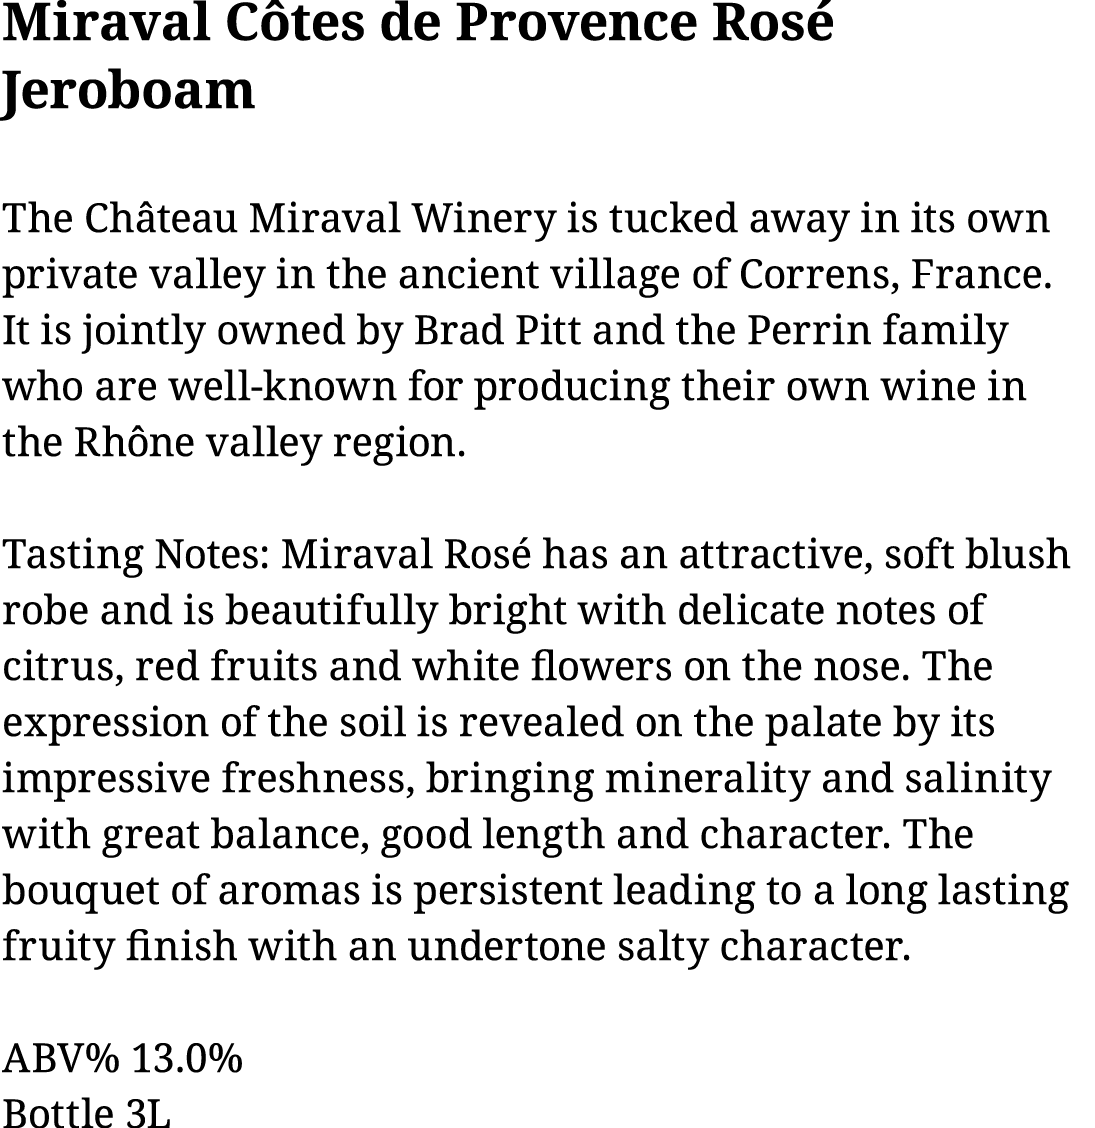 Miraval Côtes de Provence Rosé
Jeroboam
The Château Miraval Winery is tucked away in its own
private valley in the ancient village of Correns, France.
It is jointly owned by Brad Pitt and the Perrin family
who are well-known for producing their own wine in
the Rhône valley region.
Tasting Notes: Miraval Rosé has an attractive, soft blush
robe and is beautifully bright with delicate notes of
citrus, red fruits and white flowers on the nose. The
expression of the soil is revealed on the palate by its
impressive freshness, bringing minerality and salinity
with great balance, good length and character. The
bouquet of aromas is persistent leading to a long lasting
fruity finish with an undertone salty character.
ABV% 13.0%
Bottle 3L